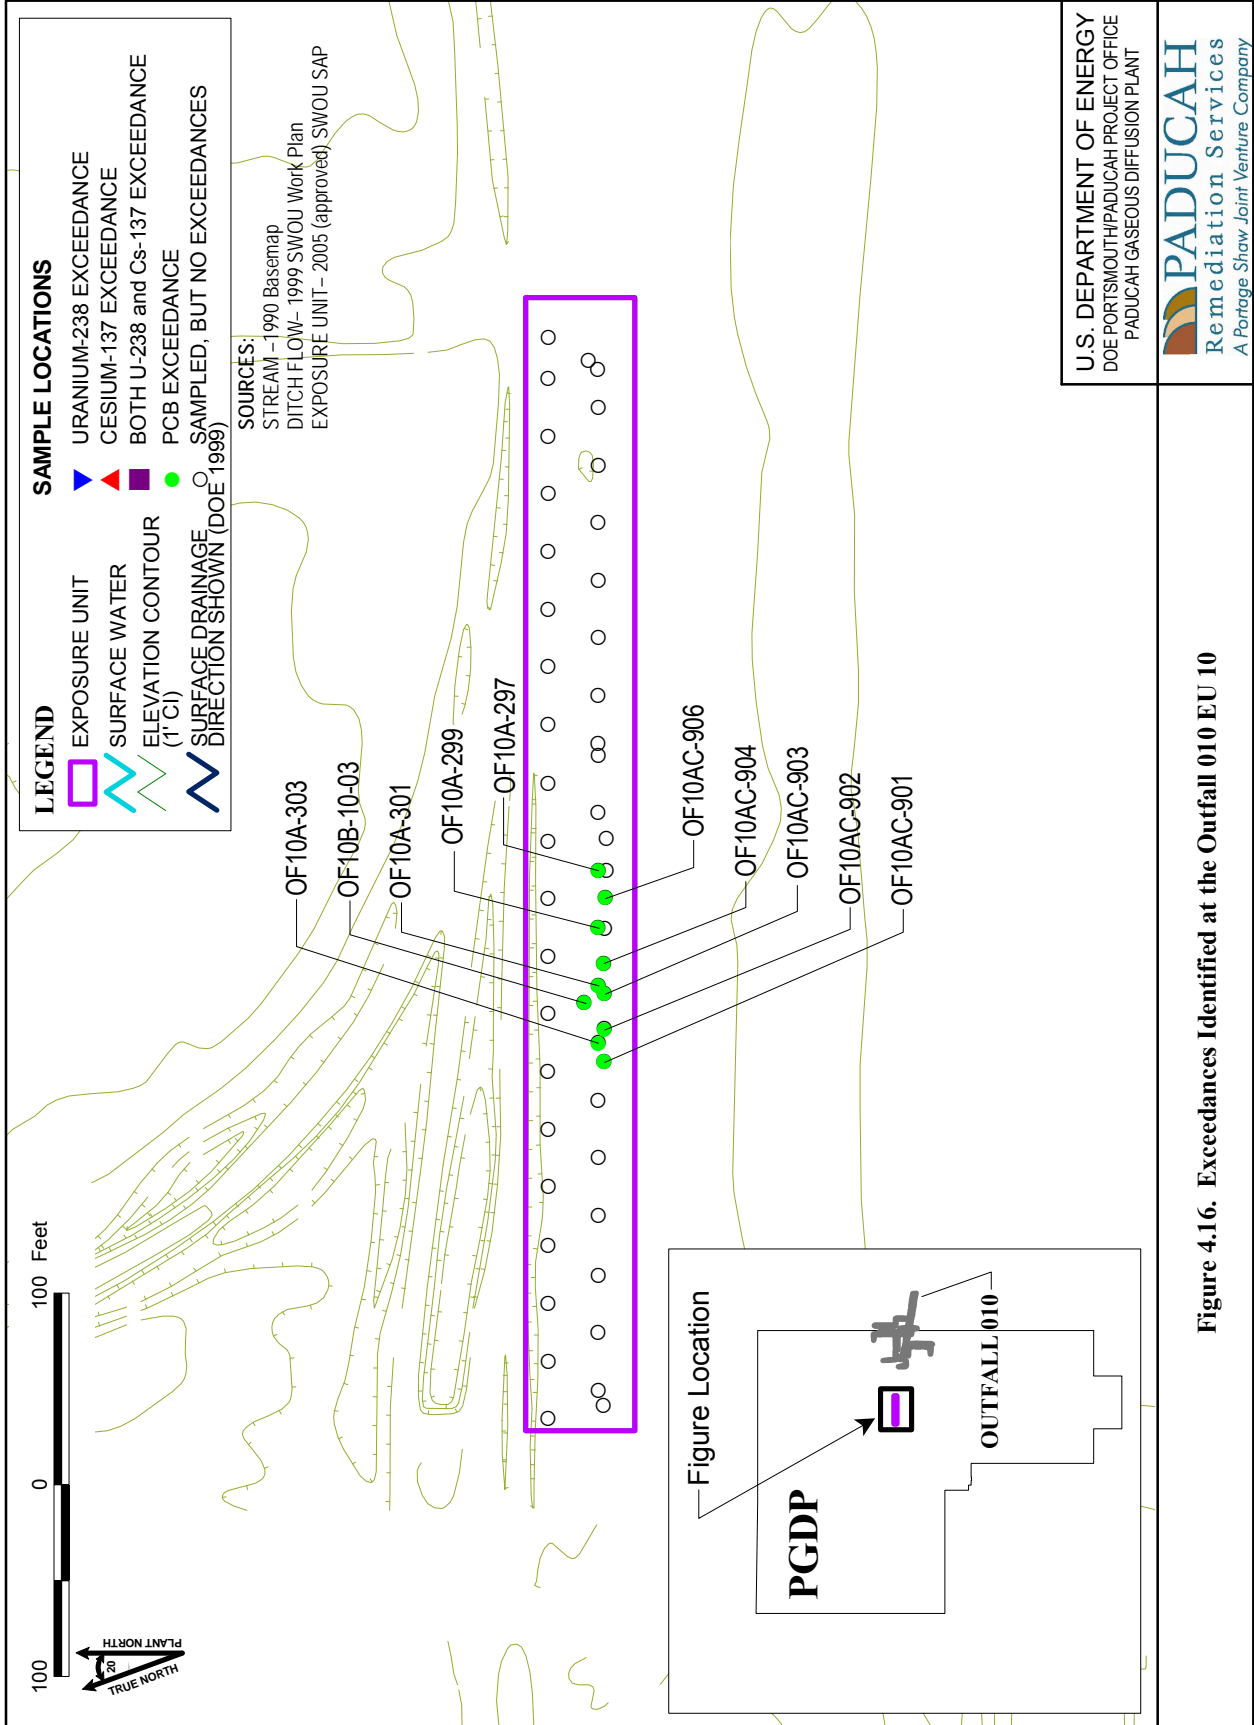 100
0
100 Feet
PLANT NORTH
TRUE NORTH
20
LEGEND
EXPOSURE UNIT
SURFACE WATER
ELEVATION CONTOUR
(1' CI)
SURFACE DRAINAGE
DIRECTION SHOWN (DOE 1999)
SAMPLE LOCATIONS
URANIUM-238 EXCEEDANCE
CESIUM-137 EXCEEDANCE
BOTH U-238 and Cs-137 EXCEEDANCE
PCB EXCEEDANCE
SAMPLED, BUT NO EXCEEDANCES
SOURCES:
STREAM –1990 Basemap
DITCH FLOW– 1999 SWOU Work Plan
EXPOSURE UNIT– 2005 (approved) SWOU SAP
OF10A-303
OF10B-10-03
OF10A-301
OF10A-299
OF10A-297
OF10AC-906
OF10AC-904
OF10AC-903
OF10AC-902
OF10AC-901
Figure Location
PGDP
OUTFALL 010
U.S. DEPARTMENT OF ENERGY
DOE PORTSMOUTH/PADUCAH PROJECT OFFICE
PADUCAH GASEOUS DIFFUSION PLANT
Figure 4.16. Exceedances Identified at the Outfall 010 EU 10
PADUCAH
Remediation Services
A Portage Shaw Joint Venture Company